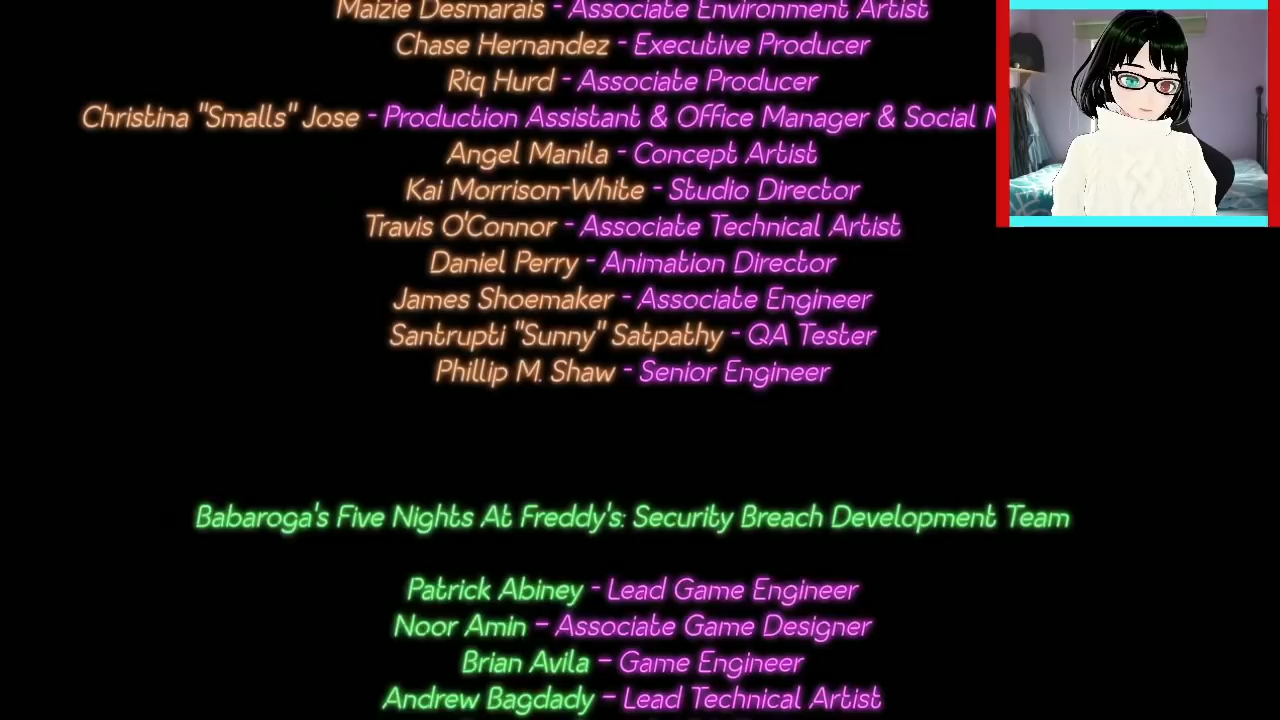 Maizie Desmarais - Associate Environment Artist
Chase Hernandez - Executive Producer
Riq Hurd - Associate Producer
Christina "Smalls" Jose - Production Assistant & Office Manager & Social
Angel Manila - Concept Artist
Kai Morrison-White - Studio Director
Travis O'Connor - Associate Technical Artist
Daniel Perry - Animation Director
James Shoemaker - Associate Engineer
Santrupti "Sunny" Satpathy - QA Tester
Phillip M. Shaw - Senior Engineer
Babaroga's Five Nights At Freddy's: Security Breach Development Team
Patrick Abiney - Lead Game Engineer
Noor Amin – Associate Game Designer
Brian Avila – Game Engineer
Andrew Bagdady – Lead Technical Artist